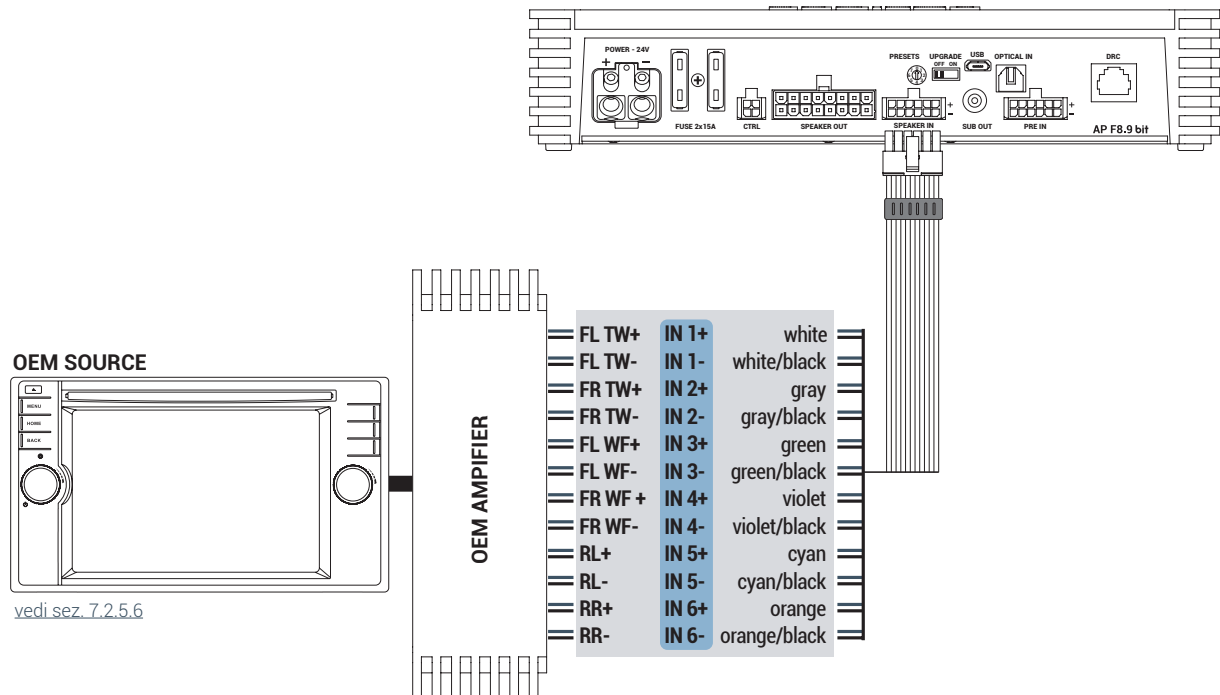 POWER - 24V
+ -
FUSE 2x15A
CTRL
SPEAKER OUT
PRESETS
UPGRADE
OFF ON
USB
OPTICAL IN
DRC
SPEAKER IN
+
-
SUB OUT
PRE IN
+
-
AP F8.9 bit
OEM SOURCE
MENU
HOME
BACK
vedi sez. 7.2.5.6
OEM AMPIFIER
FL TW+ IN 1+ white
FL TW- IN 1- white/black
FR TW+ IN 2+ gray
FR TW- IN 2- gray/black
FL WF+ IN 3+ green
FL WF- IN 3- green/black
FR WF + IN 4+ violet
FR WF- IN 4- violet/black
RL+ IN 5+ cyan
RL- IN 5- cyan/black
RR+ IN 6+ orange
RR- IN 6- orange/black